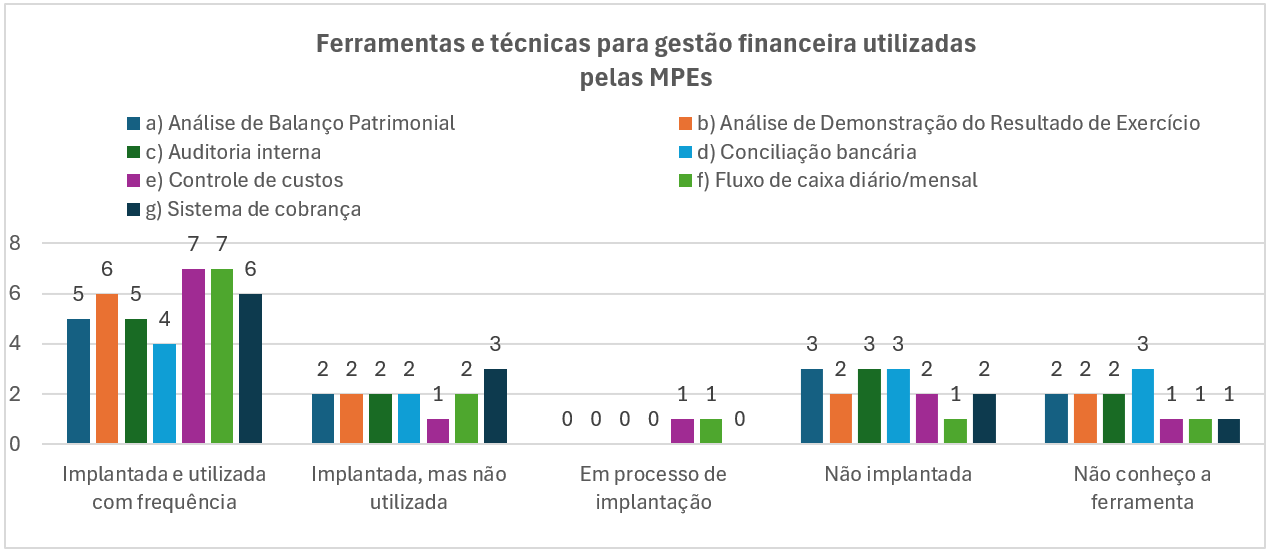 Ferramentas e técnicas para gestão financeira utilizadas
pelas MPEs
a) Análise de Balanço Patrimonial
b) Análise de Demonstração do Resultado de Exercício
c) Auditoria interna
d) Conciliação bancária
e) Controle de custos
f) Fluxo de caixa diário/mensal
g) Sistema de cobrança
8
6
4
2
0
5 6 5 4 7 7 6
2 2 2 2 1 2 3
0 0 0 0 1 1 0
3 2 3 3 2 1 2
2 2 2 3 1 1 1
Implantada e utilizada
com frequência
Implantada, mas não
utilizada
Em processo de
implantação
Não implantada
Não conheço a
ferramenta